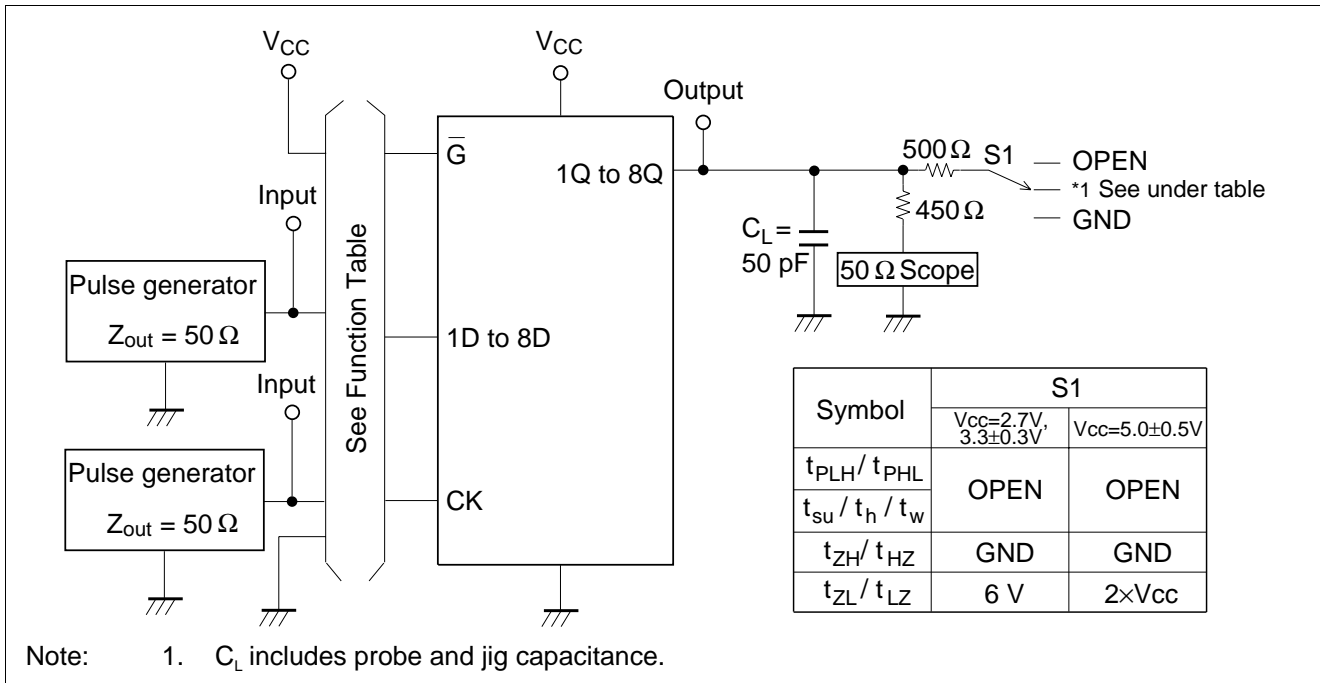 VCC
VCC
Output
Input
See Function Table
G̅
1Q to 8Q
500 Ω
S1
OPEN
*1 See under table
GND
450 Ω
CL =
50 pF
50 Ω Scope
Pulse generator
Zout = 50 Ω
1D to 8D
Input
Pulse generator
Zout = 50 Ω
CK
Symbol
S1
Vcc=2.7V,
3.3±0.3V
Vcc=5.0±0.5V
tPLH / tPHL
OPEN
OPEN
tsu / th / tw
tZH / tHZ
GND
GND
tZL / tLZ
6 V
2×Vcc
Note: 1. CL includes probe and jig capacitance.